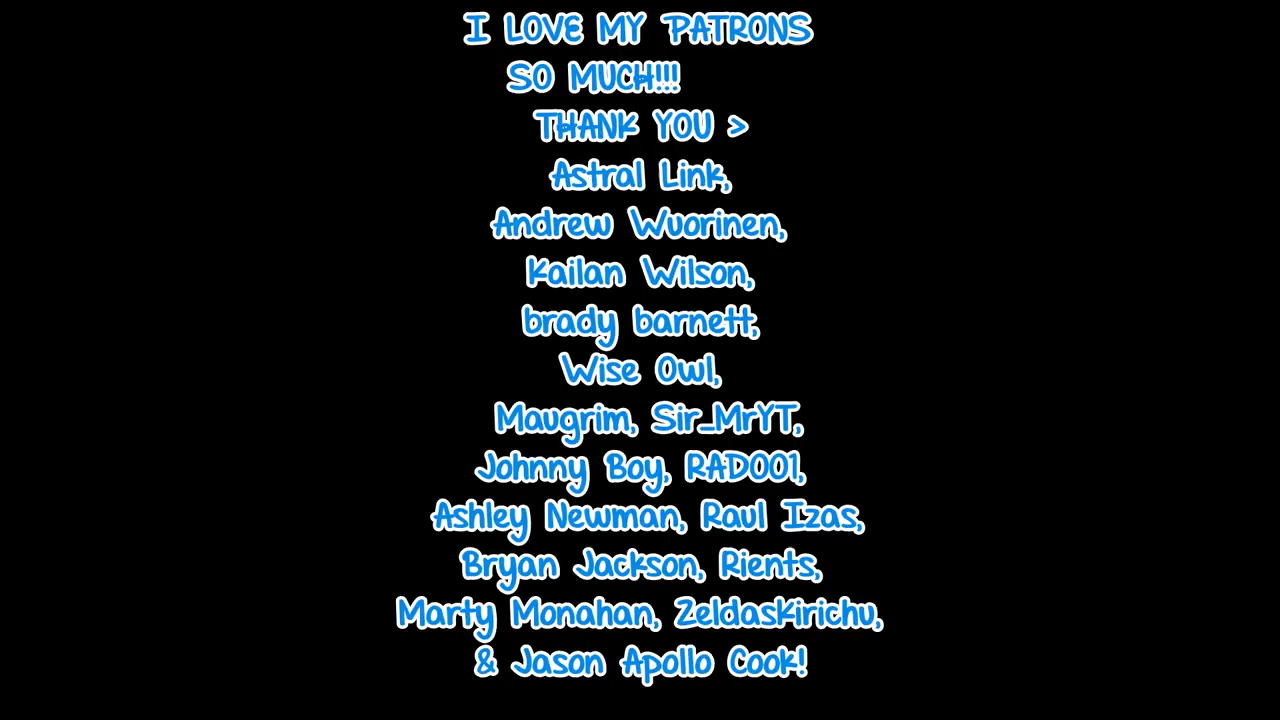 I LOVE MY PATRONS
SO MUCH!!!
THANK YOU >
Astral Link,
Andrew Wuorinen,
Kailan Wilson,
brady barnett,
Wise Owl,
Maugrim, Sir_MrYT,
Johnny Boy, RAD001,
Ashley Newman, Raul Izas,
Bryan Jackson, Rients,
Marty Monahan, ZeldasKirichu,
& Jason Apollo Cook!